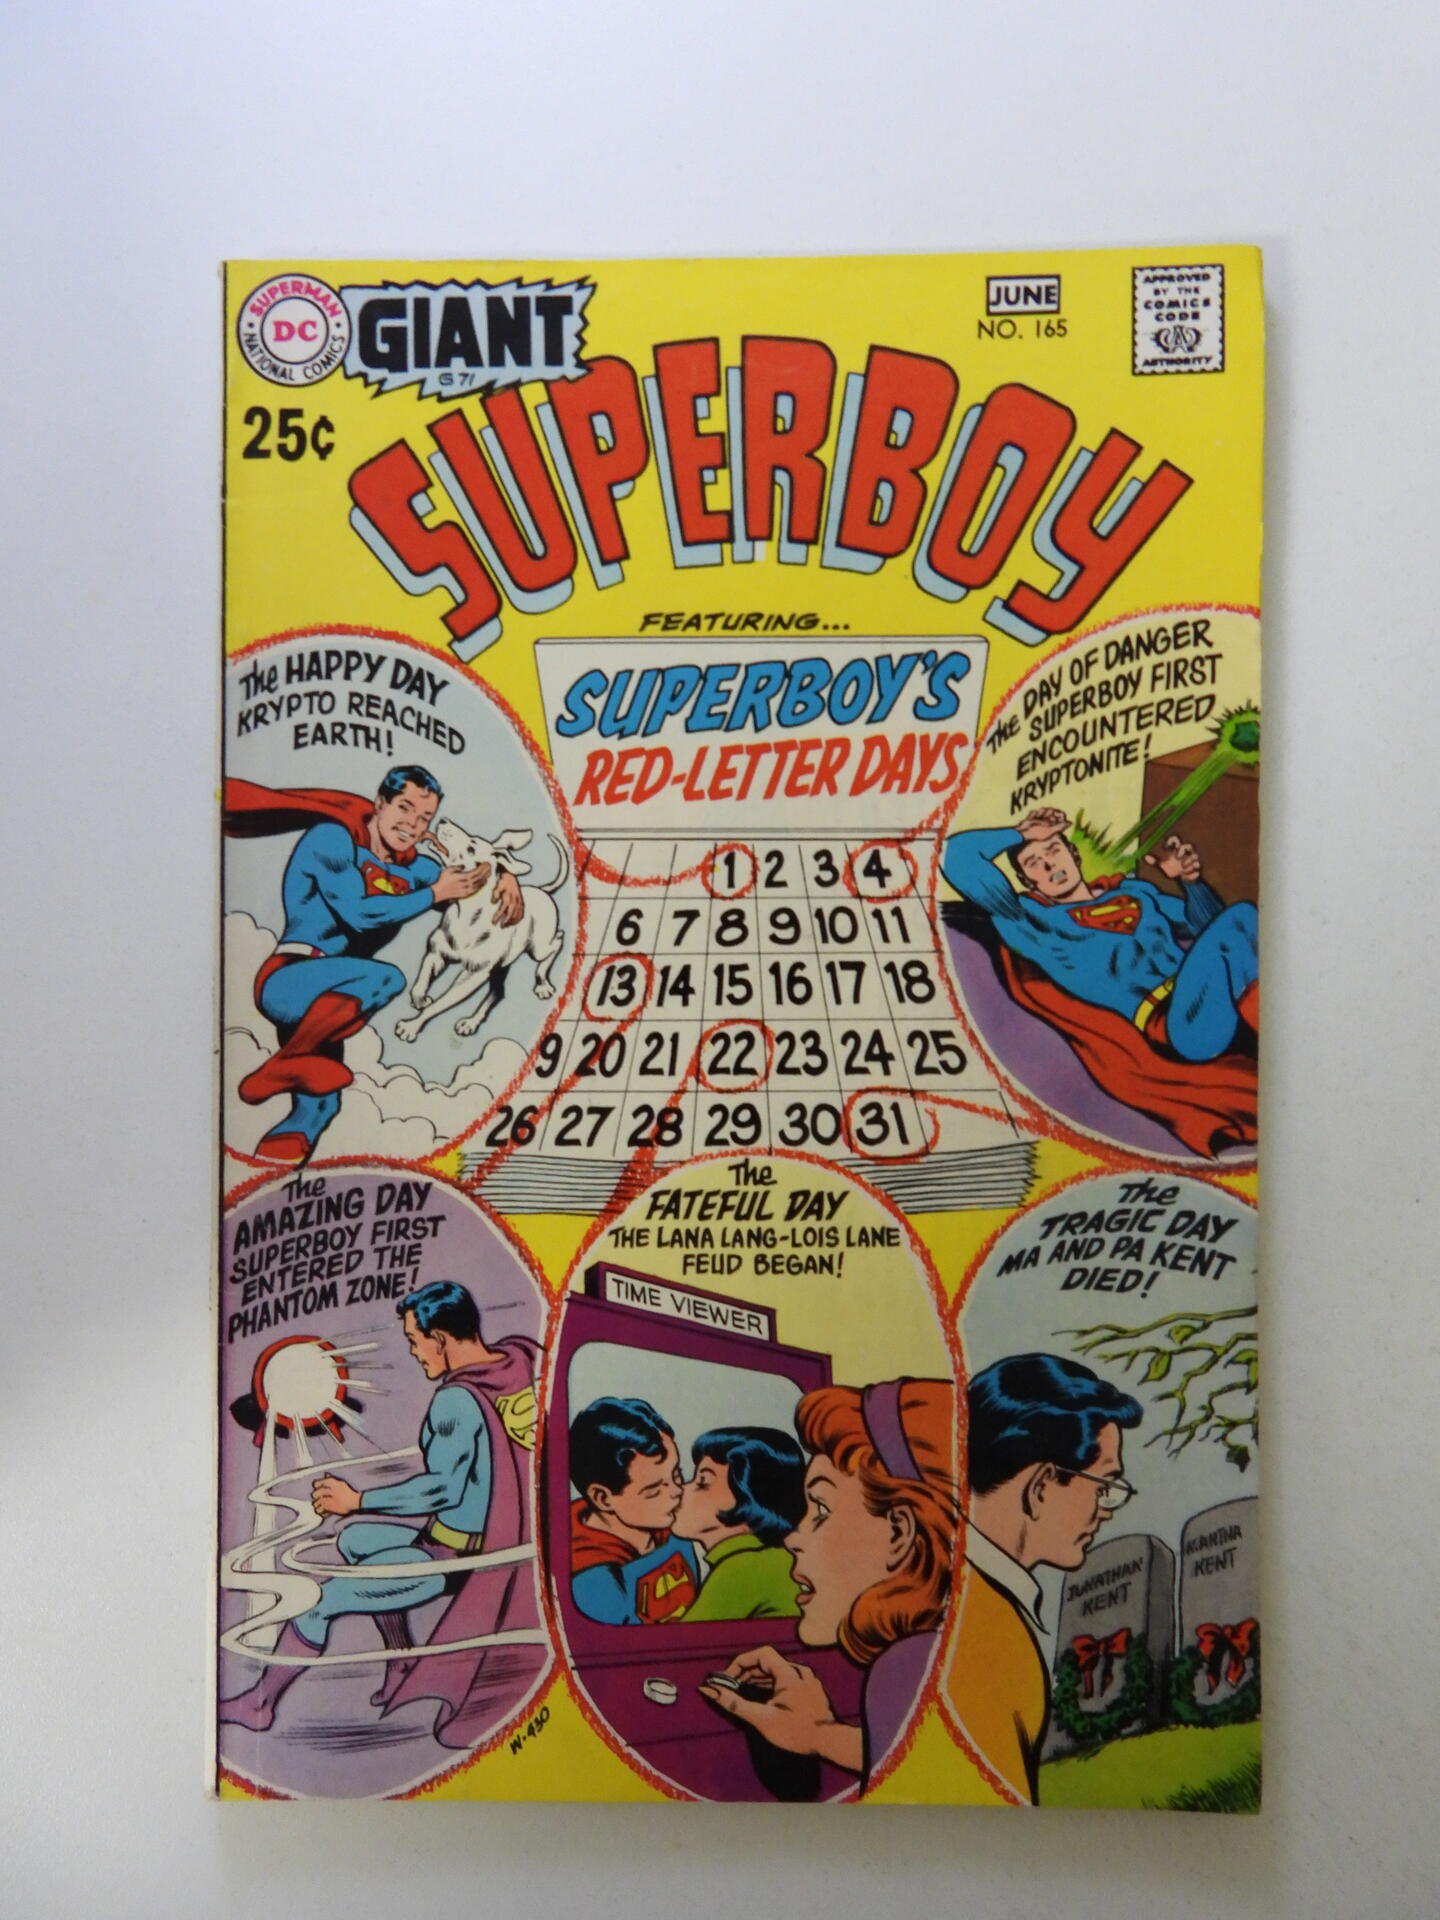 SUPERMAN
DC
NATIONAL COMICS
GIANT
G 71
JUNE
NO. 165
APPROVED
BY THE
COMICS
CODE
CA
AUTHORITY
25¢
SUPERBOY
FEATURING...
SUPERBOY'S
RED-LETTER DAYS
The HAPPY DAY
KRYPTO REACHED
EARTH!
The DAY OF DANGER
SUPERBOY FIRST
ENCOUNTERED
KRYPTONITE!
1 2 3 4
6 7 8 9 10 11
13 14 15 16 17 18
9 20 21 22 23 24 25
26 27 28 29 30 31
The
AMAZING DAY
SUPERBOY FIRST
ENTERED THE
PHANTOM ZONE!
The
FATEFUL DAY
THE LANA LANG-LOIS LANE
FEUD BEGAN!
TIME VIEWER
The
TRAGIC DAY
MA AND PA KENT
DIED!
JONATHAN
KENT
MARTHA
KENT
W-430